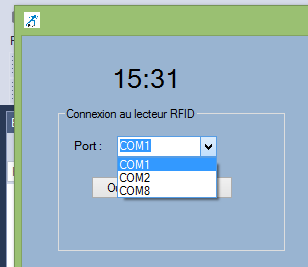 15:31
Connexion au lecteur RFID
Port : COM1
COM1
COM2
COM8